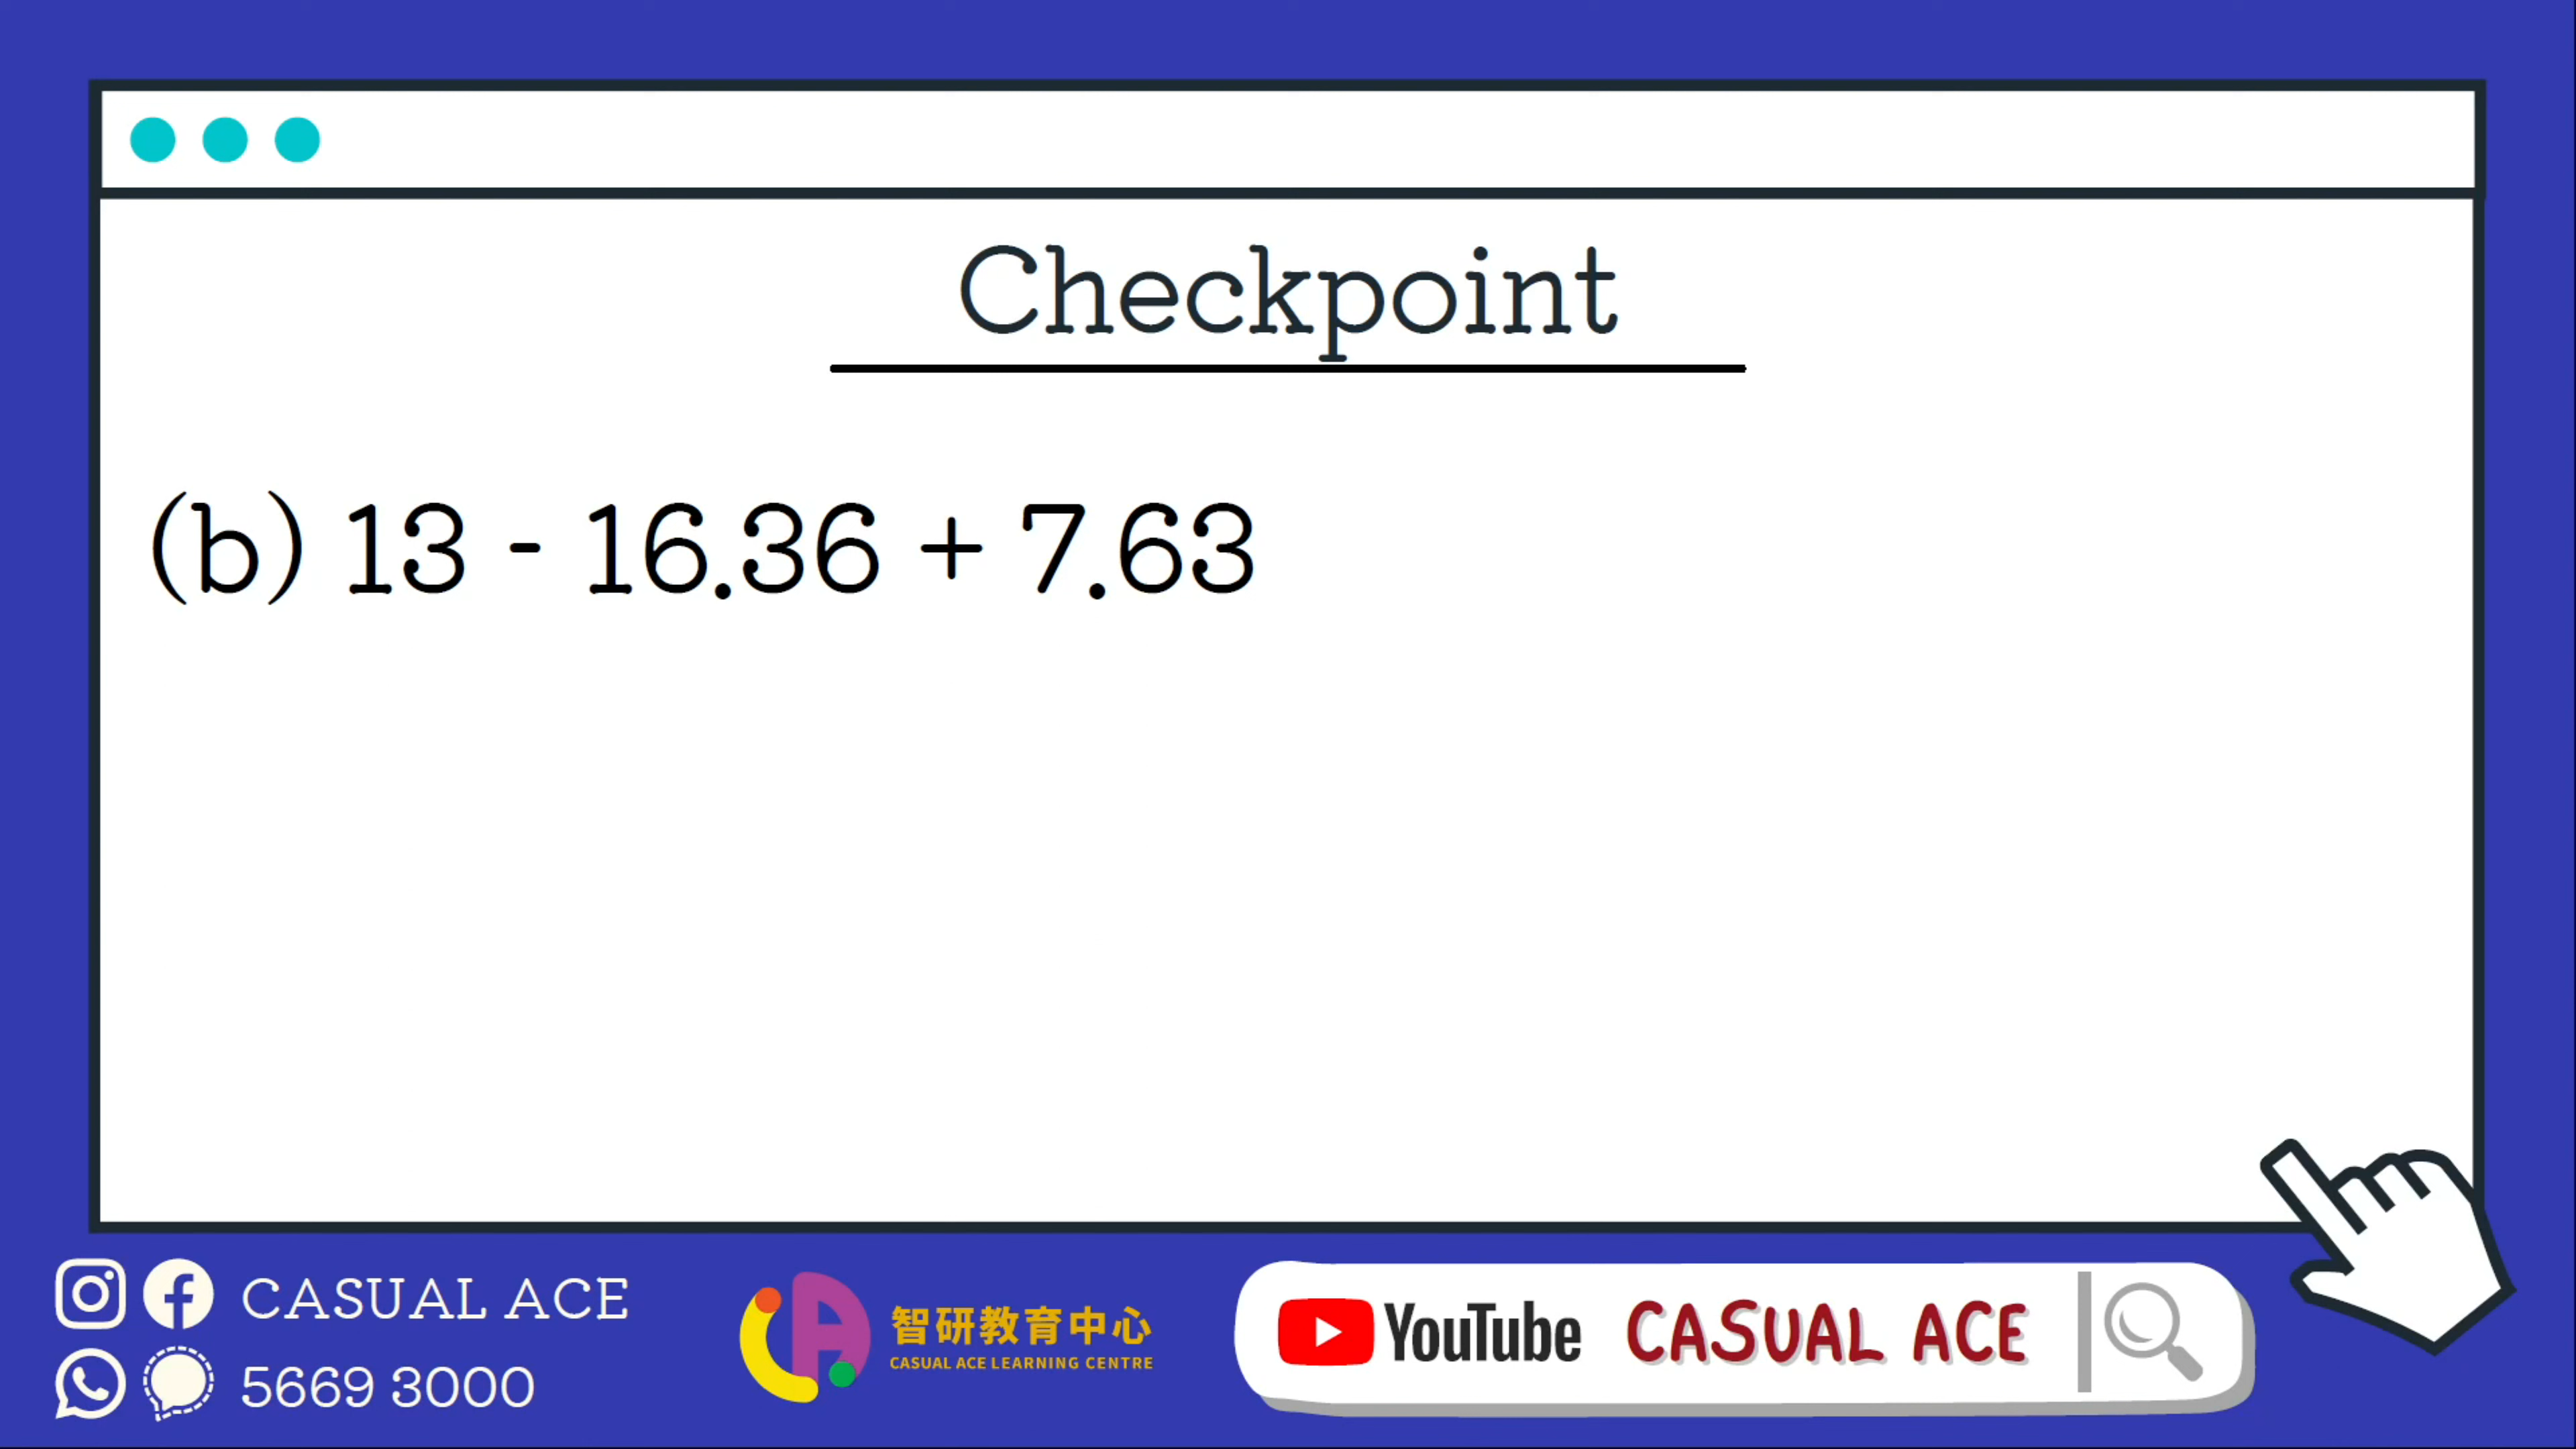 Checkpoint
(b) 13 - 16.36 + 7.63
CASUAL ACE
5669 3000
智研教育中心
CASUAL ACE LEARNING CENTRE
YouTube CASUAL ACE